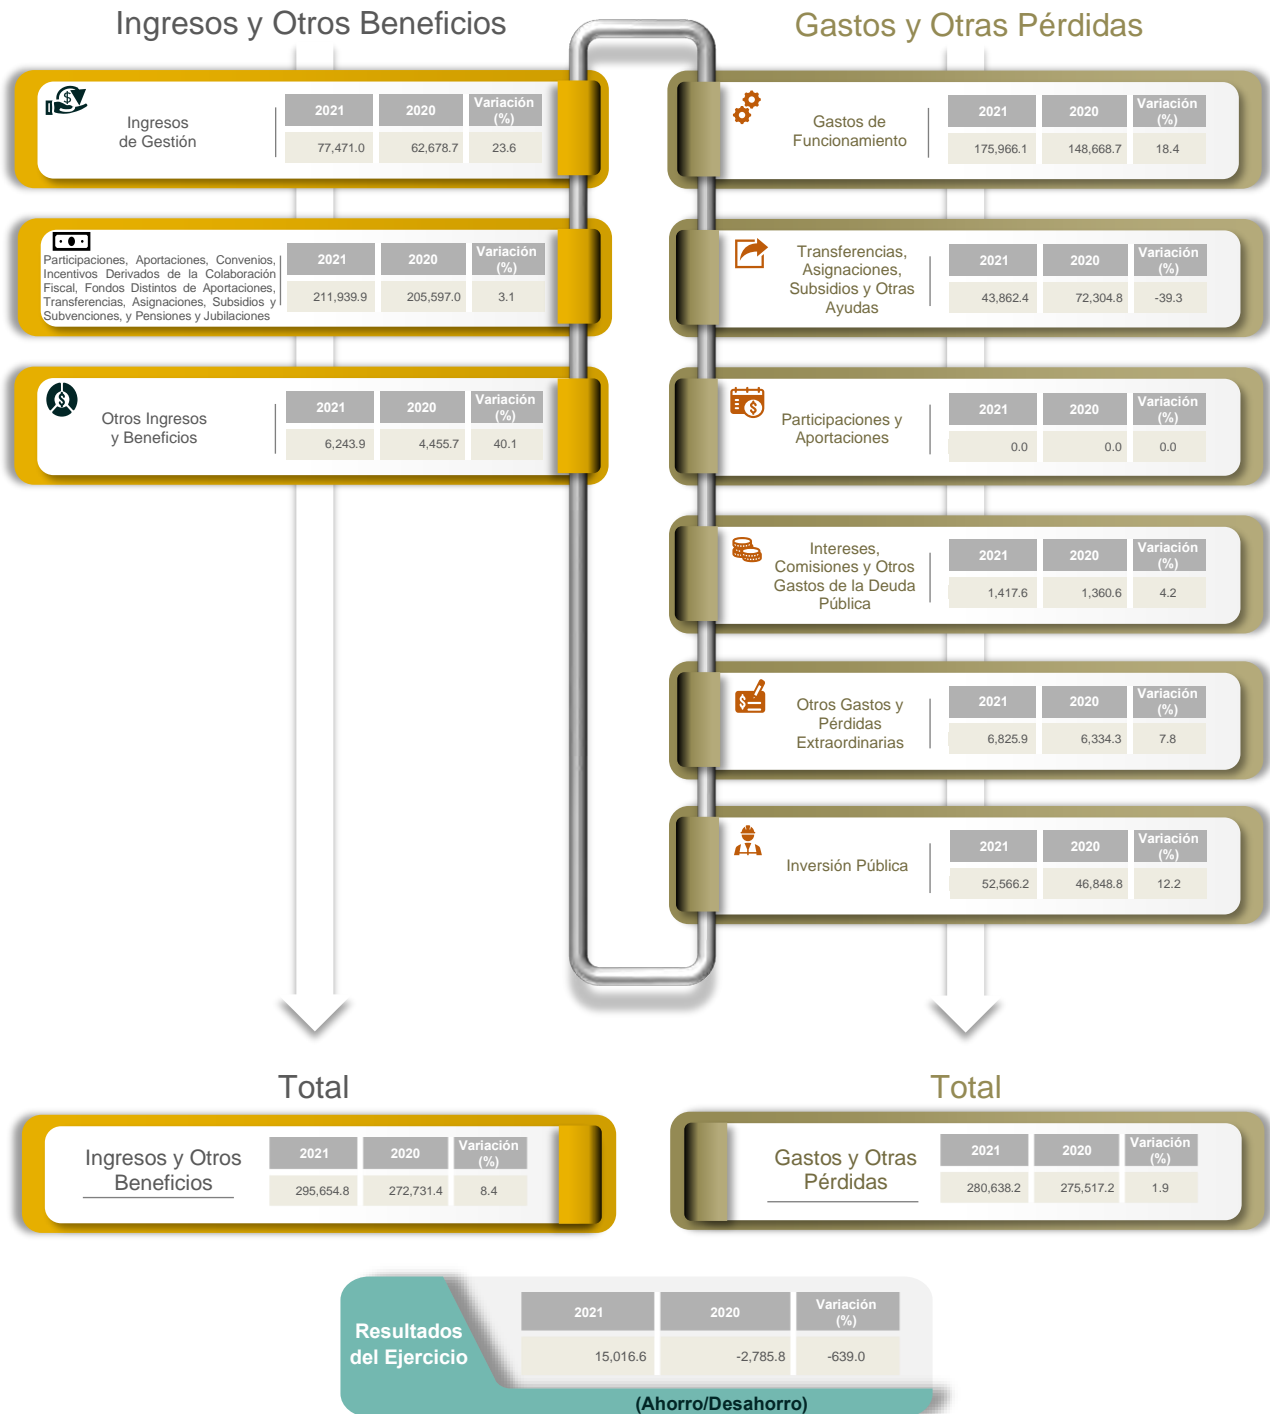 Ingresos y Otros Beneficios
2021 2020 Variación (%)
Ingresos
de Gestión
77,471.0 62,678.7 23.6
Participaciones, Aportaciones, Convenios,
Incentivos Derivados de la Colaboración
Fiscal, Fondos Distintos de Aportaciones,
Transferencias, Asignaciones, Subsidios y
Subvenciones, y Pensiones y Jubilaciones
2021 2020 Variación (%)
211,939.9 205,597.0 3.1
Otros Ingresos
y Beneficios
2021 2020 Variación (%)
6,243.9 4,455.7 40.1
Gastos y Otras Pérdidas
Gastos de
Funcionamiento
2021 2020 Variación (%)
175,966.1 148,668.7 18.4
Transferencias,
Asignaciones,
Subsidios y Otras
Ayudas
2021 2020 Variación (%)
43,862.4 72,304.8 -39.3
Participaciones y
Aportaciones
2021 2020 Variación (%)
0.0 0.0 0.0
Intereses,
Comisiones y Otros
Gastos de la Deuda
Pública
2021 2020 Variación (%)
1,417.6 1,360.6 4.2
Otros Gastos y
Pérdidas
Extraordinarias
2021 2020 Variación (%)
6,825.9 6,334.3 7.8
Inversión Pública
2021 2020 Variación (%)
52,566.2 46,848.8 12.2
Total
Ingresos y Otros
Beneficios
2021 2020 Variación (%)
295,654.8 272,731.4 8.4
Total
Gastos y Otras
Pérdidas
2021 2020 Variación (%)
280,638.2 275,517.2 1.9
Resultados
del Ejercicio
2021 2020 Variación (%)
15,016.6 -2,785.8 -639.0
(Ahorro/Desahorro)